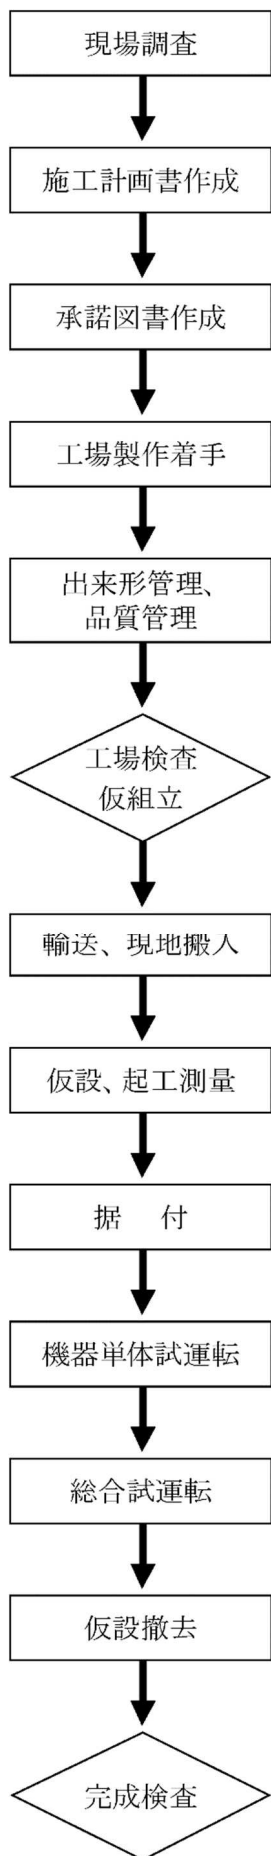 現場調査
施工計画書作成
承諾図書作成
工場製作着手
出来形管理、
品質管理
工場検査
仮組立
輸送、現地搬入
仮設、起工測量
据　付
機器単体試運転
総合試運転
仮設撤去
完成検査